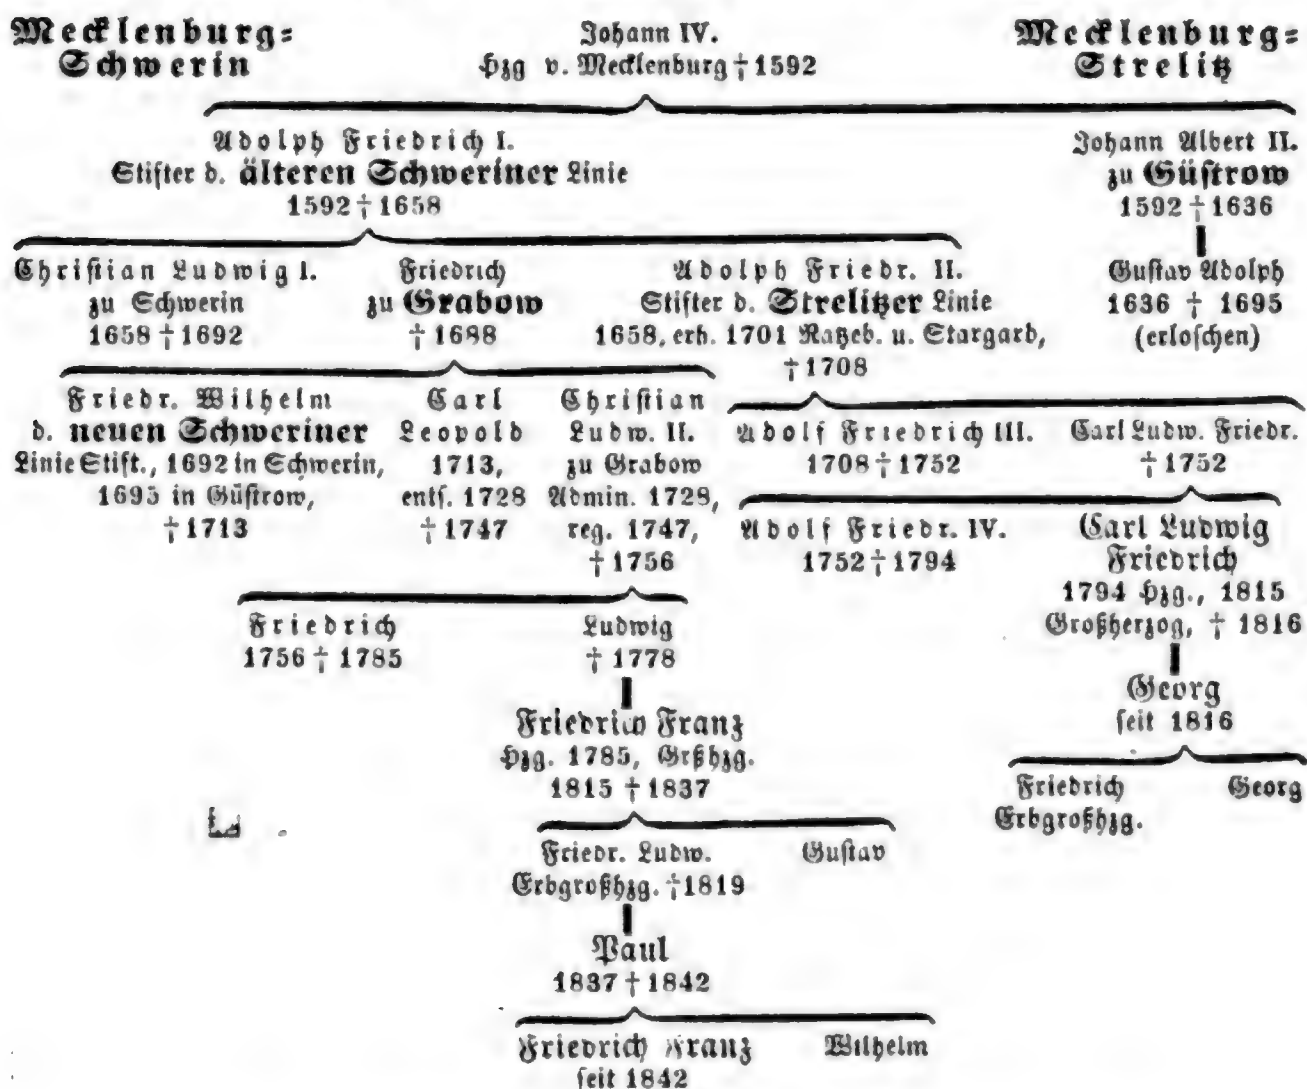 Mecklenburg=
Schwerin
Johann IV.
Hzg v. Mecklenburg † 1592
Mecklenburg=
Strelitz
Adolph Friedrich I.
Stifter d. älteren Schweriner Linie
1592 † 1658
Johann Albert II.
zu Güstrow
1592 † 1636
Christian Ludwig I.
zu Schwerin
1658 † 1692
Friedrich
zu Grabow
† 1688
Adolph Friedr. II.
Stifter d. Strelitzer Linie
1658, erh. 1701 Ratzeb. u. Stargard,
† 1708
Gustav Adolph
1636 † 1695
(erloschen)
Friedr. Wilhelm
d. neuen Schweriner
Linie Stift., 1692 in Schwerin,
1695 in Güstrow,
† 1713
Carl
Leopold
1713,
ents. 1728
† 1747
Christian
Ludw. II.
zu Grabow
Admin. 1728,
reg. 1747,
† 1756
Adolf Friedrich III.
1708 † 1752
Carl Ludw. Friedr.
† 1752
Adolf Friedr. IV.
1752 † 1794
Carl Ludwig
Friedrich
1794 Hzg., 1815
Großherzog, † 1816
Friedrich
1756 † 1785
Ludwig
† 1778
Georg
seit 1816
Friedrich Franz
Hzg. 1785, Grßhzg.
1815 † 1837
Friedrich
Erbgroßhzg.
Georg
Friedr. Ludw.
Erbgroßhzg. † 1819
Gustav
Paul
1837 † 1842
Friedrich Franz
seit 1842
Wilhelm